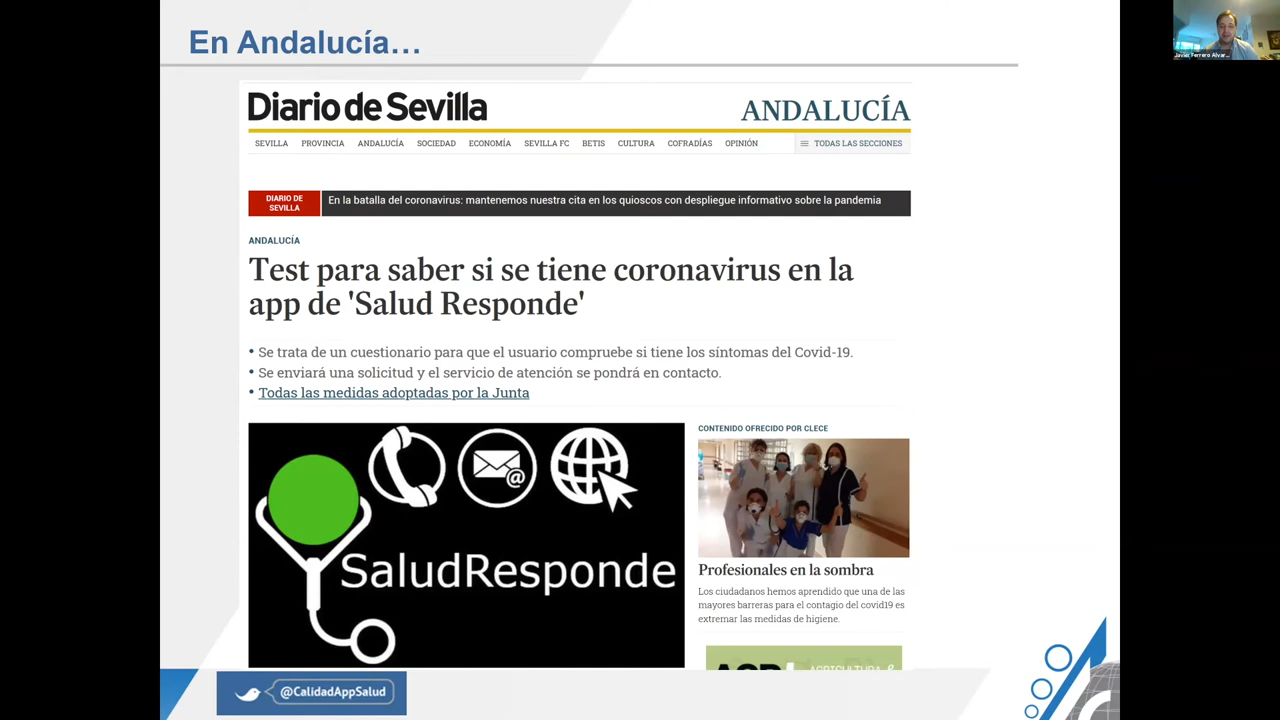 En Andalucía…
Javier Ferrero Alvar...
Diario de Sevilla
ANDALUCÍA
SEVILLA PROVINCIA ANDALUCÍA SOCIEDAD ECONOMÍA SEVILLA FC BETIS CULTURA COFRADÍAS OPINIÓN TODAS LAS SECCIONES
DIARIO DE
SEVILLA
En la batalla del coronavirus: mantenemos nuestra cita en los quioscos con despliegue informativo sobre la pandemia
ANDALUCÍA
Test para saber si se tiene coronavirus en la
app de 'Salud Responde'
• Se trata de un cuestionario para que el usuario compruebe si tiene los síntomas del Covid-19.
• Se enviará una solicitud y el servicio de atención se pondrá en contacto.
• Todas las medidas adoptadas por la Junta
@
SaludResponde
CONTENIDO OFRECIDO POR CLECE
Profesionales en la sombra
Los ciudadanos hemos aprendido que una de las
mayores barreras para el contagio del covid19 es
extremar las medidas de higiene.
@CalidadAppSalud